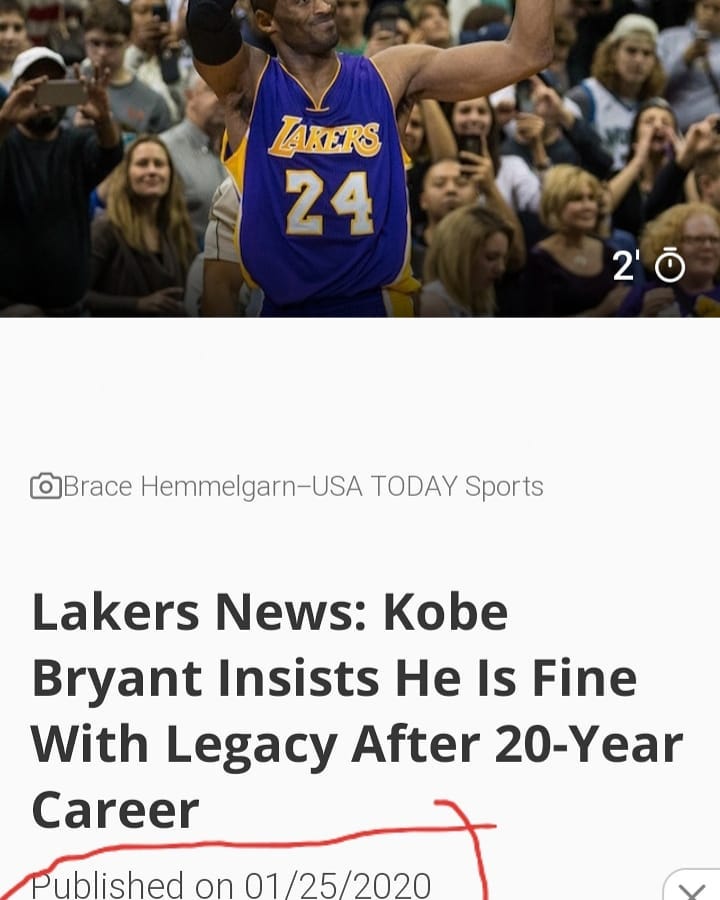 LAKERS
24
2'
Brace Hemmelgarn–USA TODAY Sports
Lakers News: Kobe
Bryant Insists He Is Fine
With Legacy After 20-Year
Career
Published on 01/25/2020